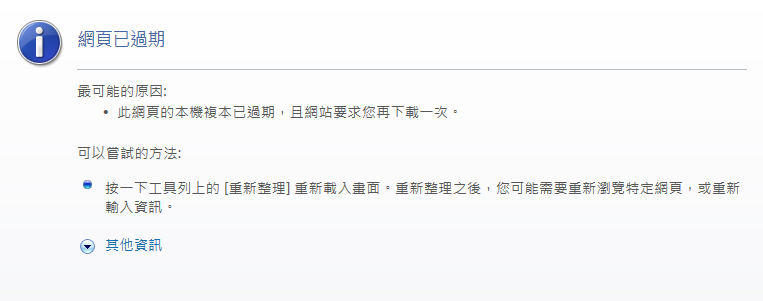 網頁已過期
最可能的原因:
• 此網頁的本機複本已過期，且網站要求您再下載一次。
可以嘗試的方法:
按一下工具列上的 [重新整理] 重新載入畫面。重新整理之後，您可能需要重新瀏覽特定網頁，或重新
輸入資訊。
其他資訊